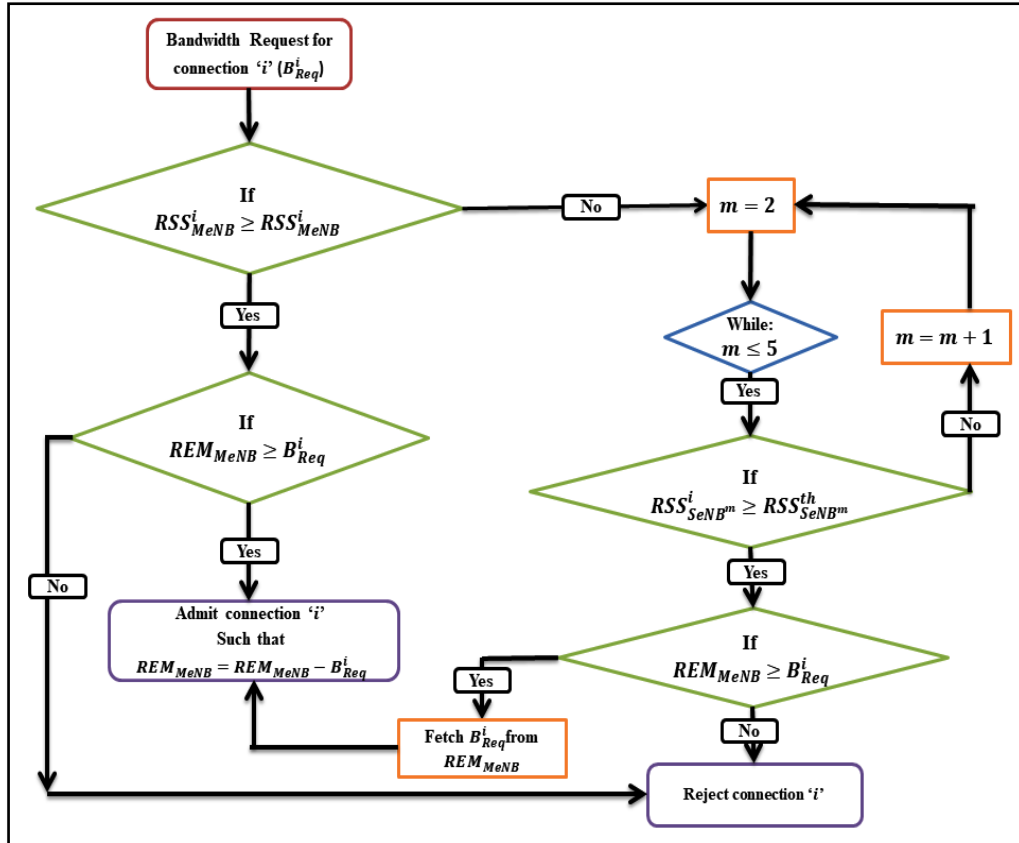 Bandwidth Request for
connection ‘i’ (B^i_Req)
If
RSS^i_MeNB ≥ RSS^i_MeNB
No
m = 2
Yes
While:
m ≤ 5
m = m + 1
Yes
No
If
REM_MeNB ≥ B^i_Req
If
RSS^i_SeNB^m ≥ RSS^th_SeNB^m
Yes
No
Yes
Admit connection ‘i’
Such that
REM_MeNB = REM_MeNB − B^i_Req
If
REM_MeNB ≥ B^i_Req
Yes
No
Fetch B^i_Req from
REM_MeNB
Reject connection ‘i’